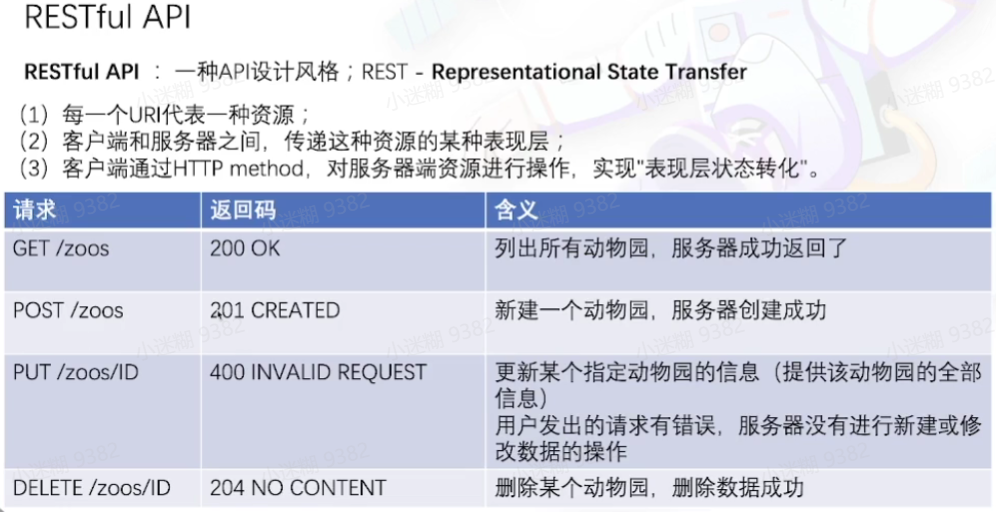 RESTful API
RESTful API ： 一种API设计风格；REST - Representational State Transfer
（1）每一个URI代表一种资源；
（2）客户端和服务器之间，传递这种资源的某种表现层；
（3）客户端通过HTTP method，对服务器端资源进行操作，实现"表现层状态转化"。
请求 返回码 含义
GET /zoos 200 OK 列出所有动物园，服务器成功返回了
POST /zoos 201 CREATED 新建一个动物园，服务器创建成功
PUT /zoos/ID 400 INVALID REQUEST 更新某个指定动物园的信息（提供该动物园的全部
信息）
用户发出的请求有错误，服务器没有进行新建或修
改数据的操作
DELETE /zoos/ID 204 NO CONTENT 删除某个动物园，删除数据成功
小迷糊 9382